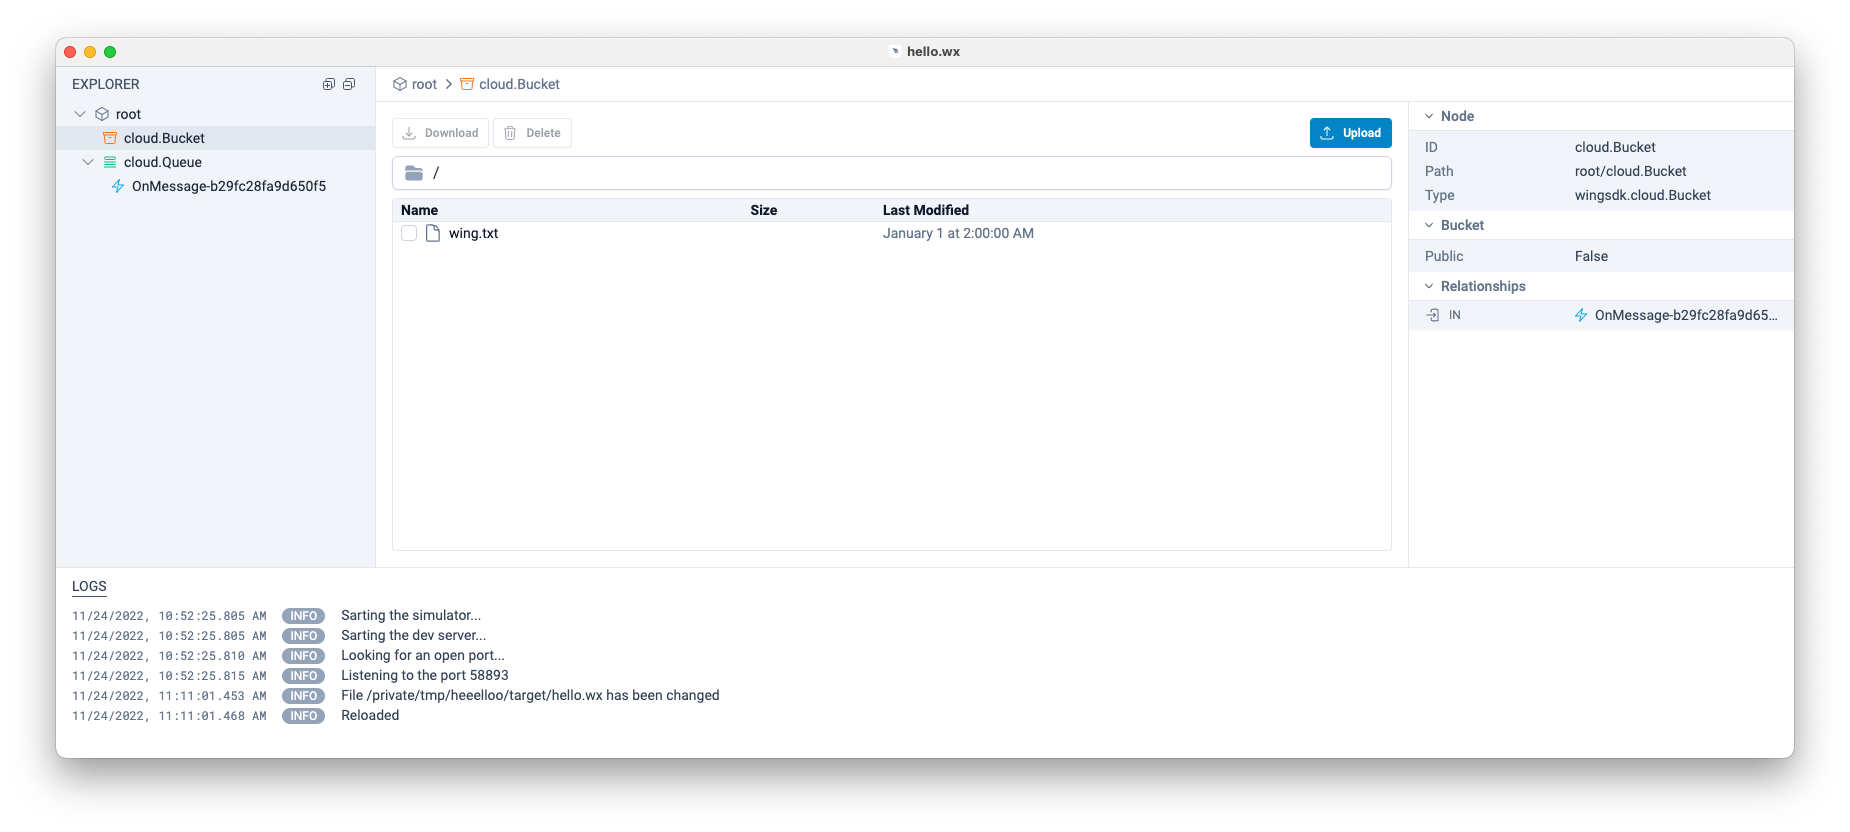 hello.wx
EXPLORER
root
cloud.Bucket
cloud.Queue
OnMessage-b29fc28fa9d650f5
root > cloud.Bucket
Download Delete Upload
/
Name Size Last Modified
wing.txt January 1 at 2:00:00 AM
Node
ID cloud.Bucket
Path root/cloud.Bucket
Type wingsdk.cloud.Bucket
Bucket
Public False
Relationships
IN OnMessage-b29fc28fa9d65...
LOGS
11/24/2022, 10:52:25.805 AM INFO Sarting the simulator...
11/24/2022, 10:52:25.805 AM INFO Sarting the dev server...
11/24/2022, 10:52:25.810 AM INFO Looking for an open port...
11/24/2022, 10:52:25.815 AM INFO Listening to the port 58893
11/24/2022, 11:11:01.453 AM INFO File /private/tmp/heeelloo/target/hello.wx has been changed
11/24/2022, 11:11:01.468 AM INFO Reloaded